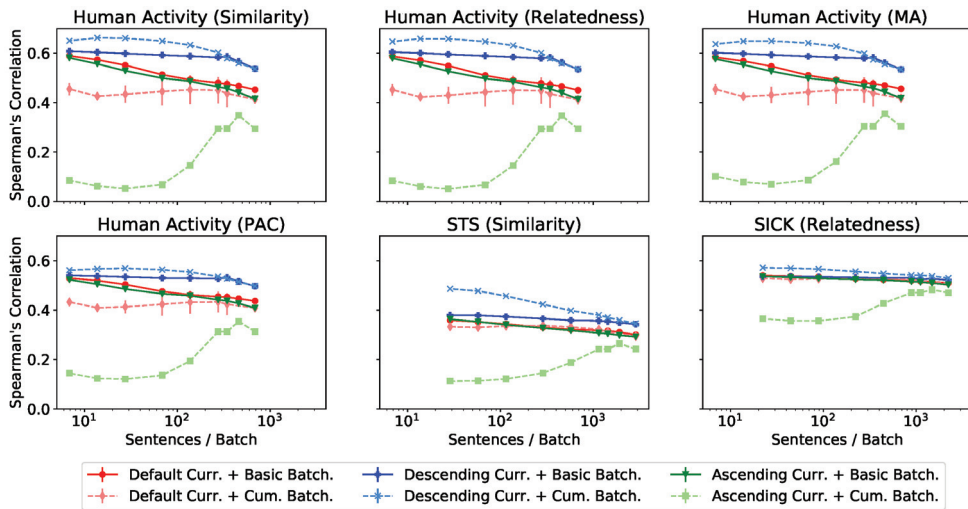 Human Activity (Similarity)
Human Activity (Relatedness)
Human Activity (MA)
Spearman's Correlation
0.6
0.4
0.2
0.0
Human Activity (PAC)
STS (Similarity)
SICK (Relatedness)
Spearman's Correlation
0.6
0.4
0.2
0.0
10¹ 10² 10³
10¹ 10² 10³
10¹ 10² 10³
Sentences / Batch
Sentences / Batch
Sentences / Batch
Default Curr. + Basic Batch.
Descending Curr. + Basic Batch.
Ascending Curr. + Basic Batch.
Default Curr. + Cum. Batch.
Descending Curr. + Cum. Batch.
Ascending Curr. + Cum. Batch.